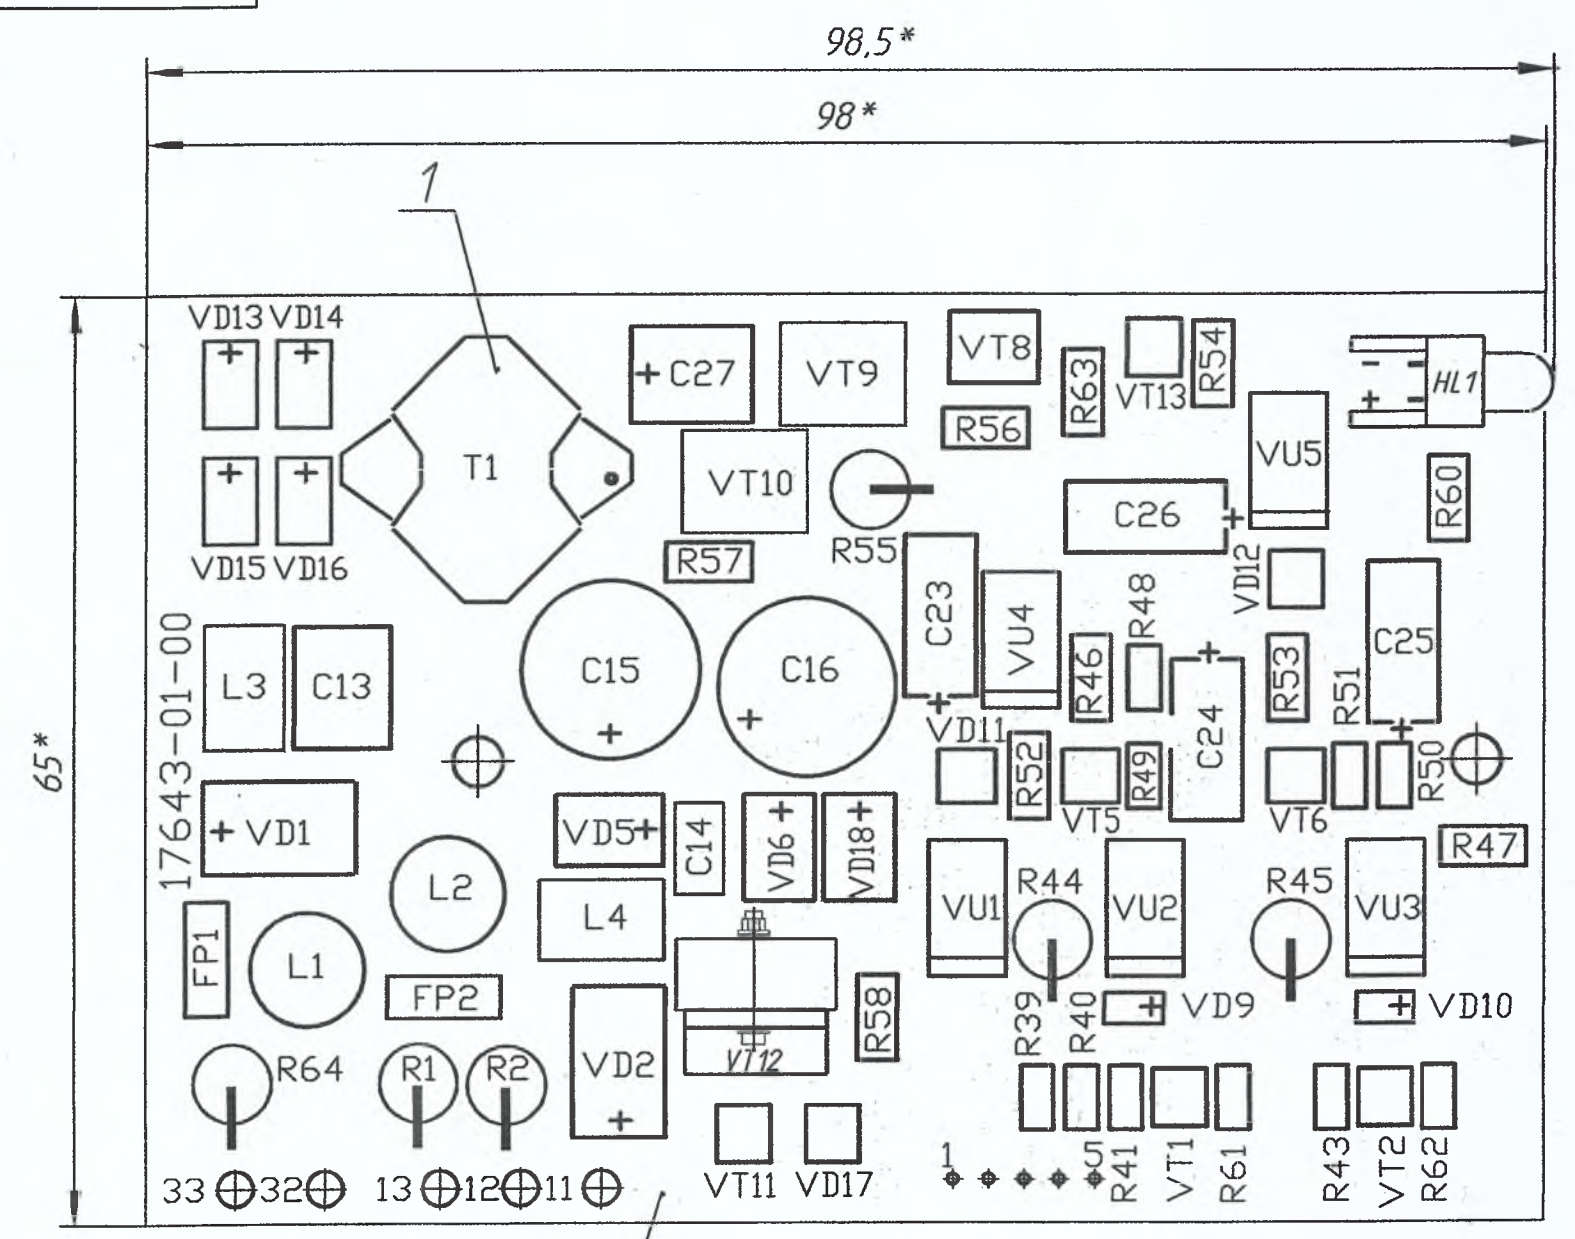 98,5*
98*
1
65*
VD13 VD14
VD15 VD16
T1
+ C27
VT9
VT8
R63
VT13
R54
- -
+ -
HL1
R56
VT10
R55
R57
VU5
C26 +
R60
VD12
17643-01-00
L3
C13
C15
+
C16
+
C23
+
VU4
R46
R48
C24
+
R53
R51
C25
+
R50
VD11
R52
VT5
R49
VT6
R47
+ VD1
L2
VD5+
C14
VD6 +
VD18 +
L4
VU1
R44
VU2
R45
VU3
FP1
L1
FP2
VD2
+
VT12
R58
R39
R40
+ VD9
+ VD10
R64
R1
R2
VT11
VD17
1
5
R41
VT1
R61
R43
VT2
R62
33 32 13 12 11